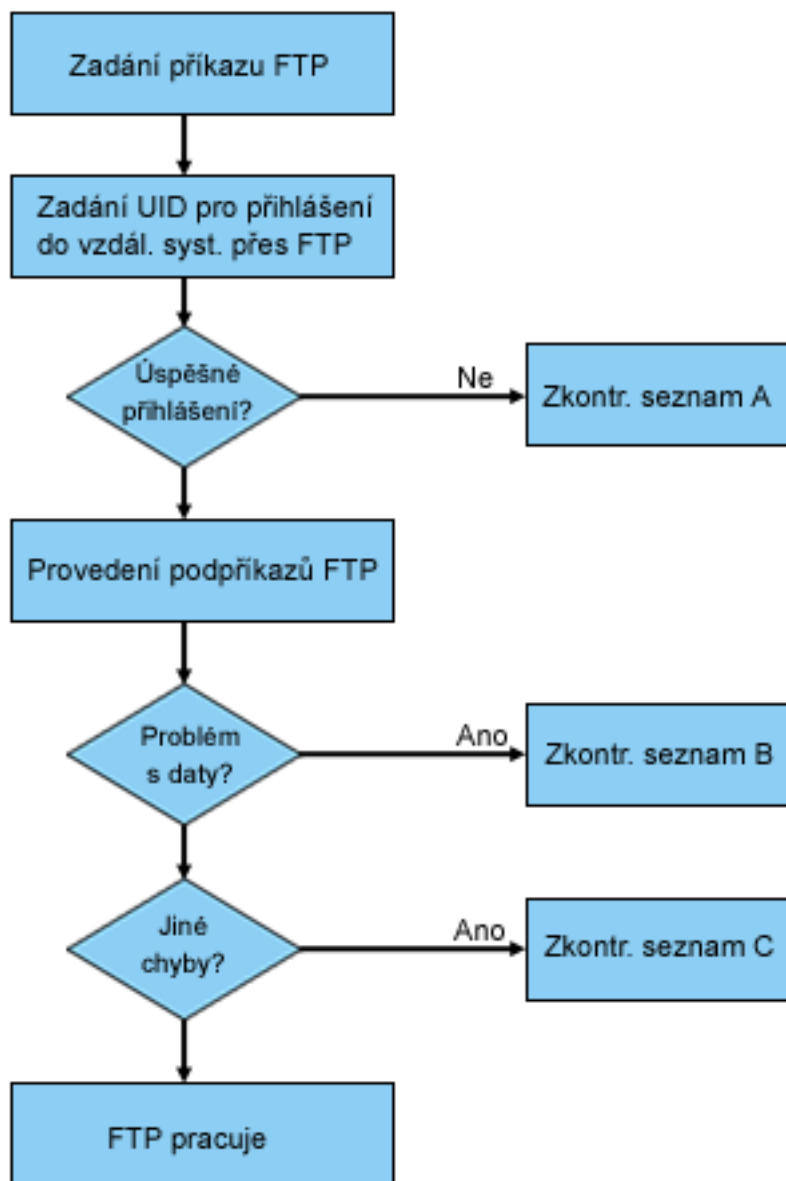 Zadání příkazu FTP
Zadání UID pro přihlášení
do vzdál. syst. přes FTP
Úspěšné
přihlášení?
Ne
Zkontr. seznam A
Provedení podpříkazů FTP
Problém
s daty?
Ano
Zkontr. seznam B
Jiné
chyby?
Ano
Zkontr. seznam C
FTP pracuje